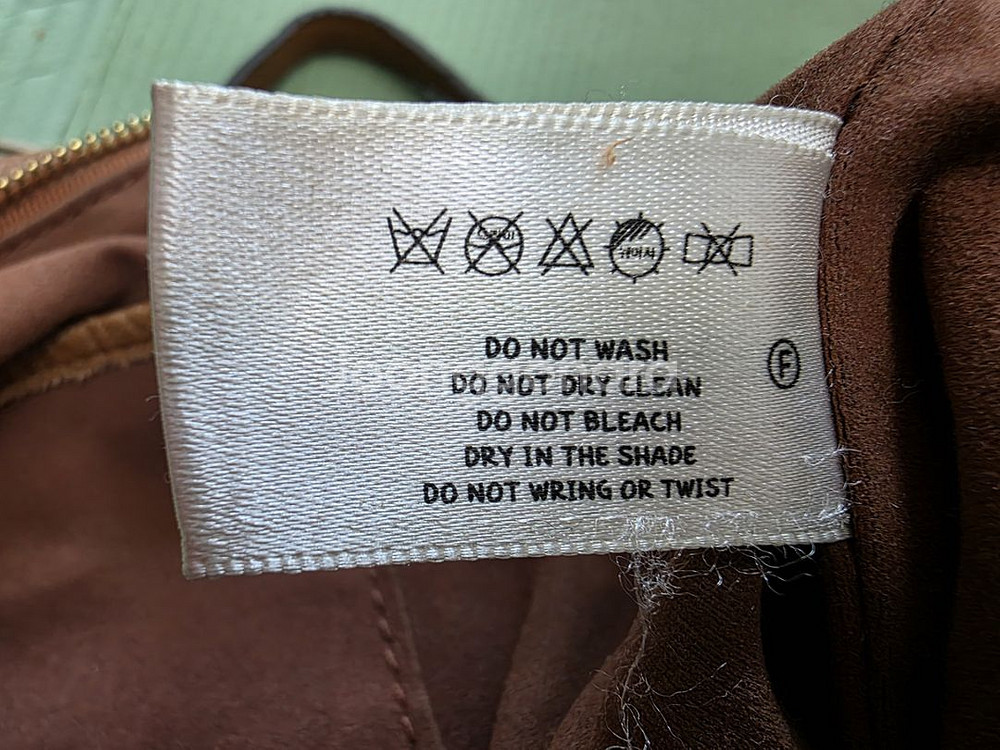 DO NOT WASH
DO NOT DRY CLEAN
DO NOT BLEACH
DRY IN THE SHADE
DO NOT WRING OR TWIST
F